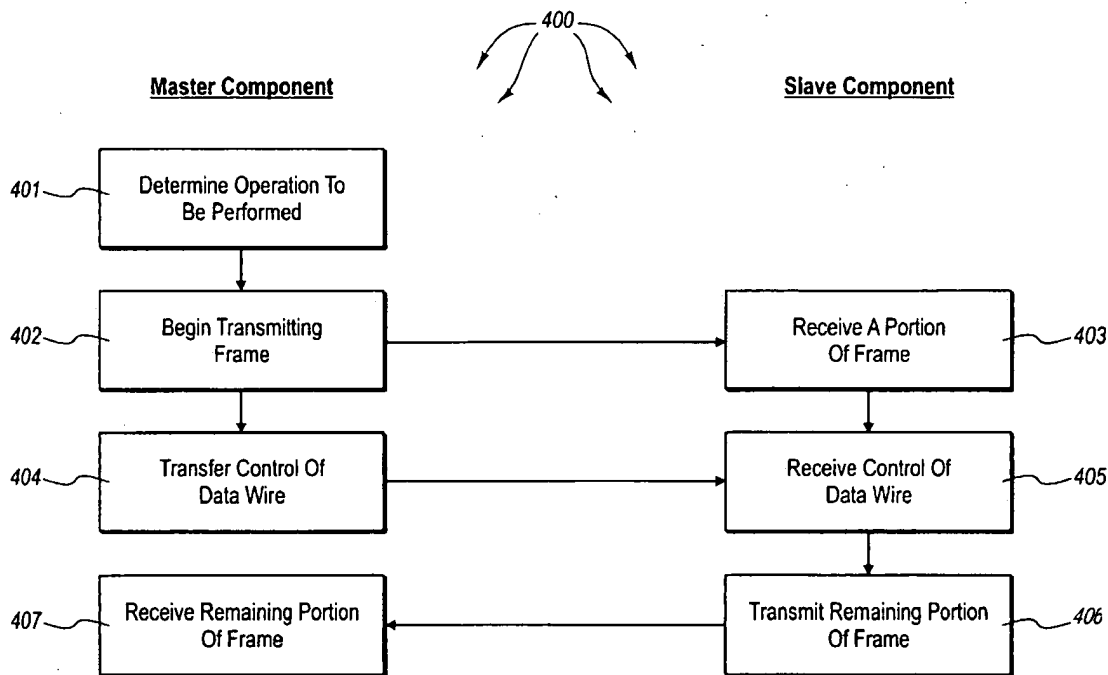 400
Master Component
Slave Component
401
Determine Operation To
Be Performed
402
Begin Transmitting
Frame
Receive A Portion
Of Frame
403
404
Transfer Control Of
Data Wire
Receive Control Of
Data Wire
405
407
Receive Remaining Portion
Of Frame
Transmit Remaining Portion
Of Frame
406